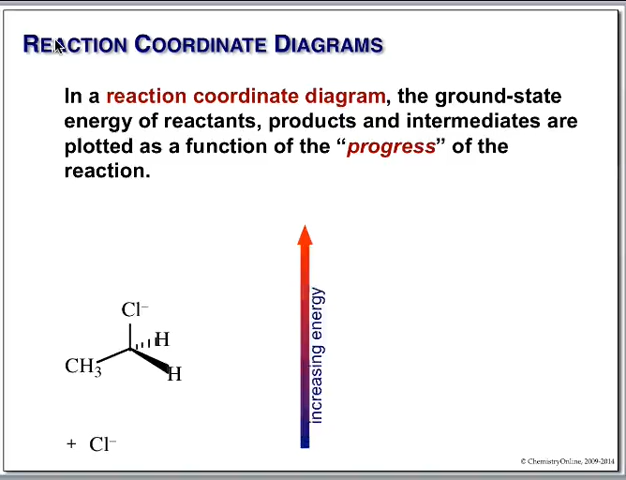 REACTION COORDINATE DIAGRAMS
In a reaction coordinate diagram, the ground-state
energy of reactants, products and intermediates are
plotted as a function of the “progress” of the
reaction.
Cl⁻
H
CH₃
H
+ Cl⁻
increasing energy
© ChemistryOnline, 2009-2014